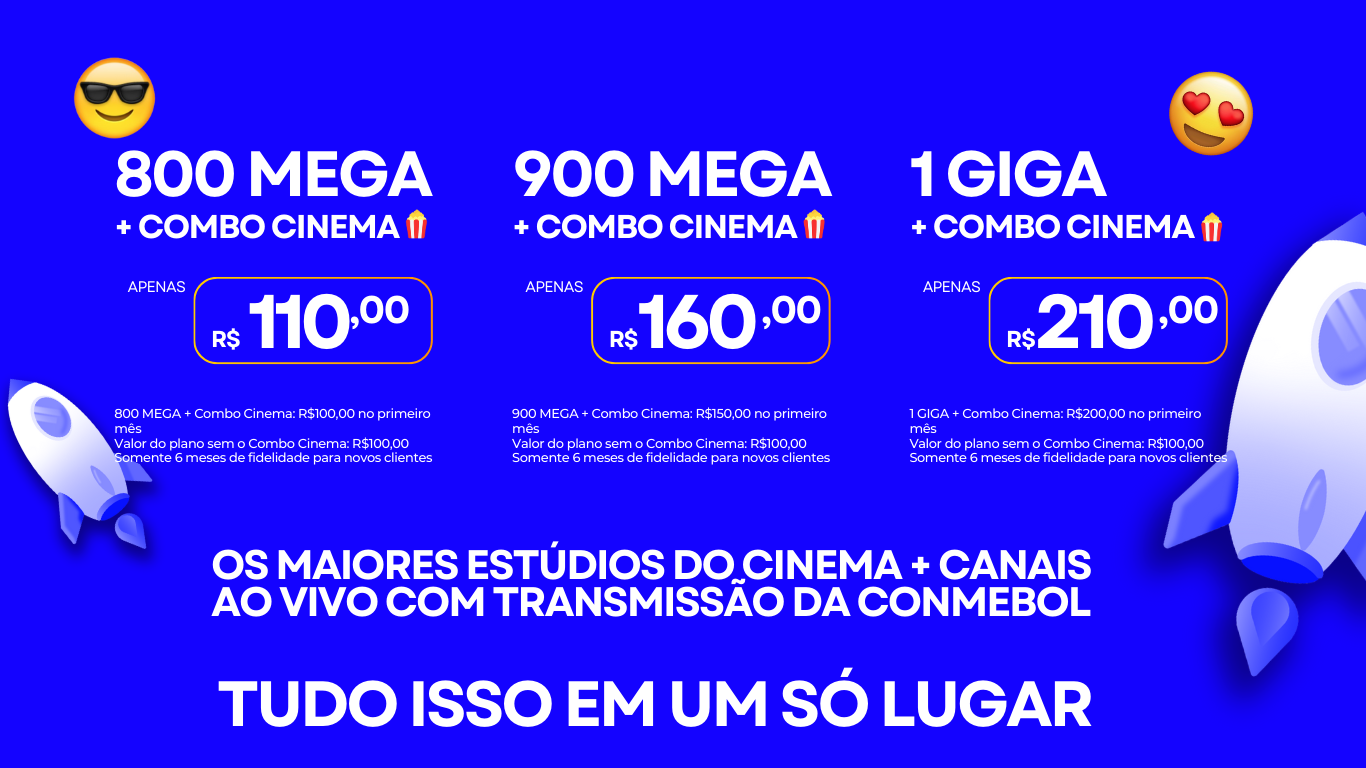 800 MEGA
+ COMBO CINEMA
APENAS
R$ 110,00
800 MEGA + Combo Cinema: R$100,00 no primeiro
mês
Valor do plano sem o Combo Cinema: R$100,00
Somente 6 meses de fidelidade para novos clientes
900 MEGA
+ COMBO CINEMA
APENAS
R$ 160,00
900 MEGA + Combo Cinema: R$150,00 no primeiro
mês
Valor do plano sem o Combo Cinema: R$100,00
Somente 6 meses de fidelidade para novos clientes
1 GIGA
+ COMBO CINEMA
APENAS
R$ 210,00
1 GIGA + Combo Cinema: R$200,00 no primeiro
mês
Valor do plano sem o Combo Cinema: R$100,00
Somente 6 meses de fidelidade para novos clientes
OS MAIORES ESTÚDIOS DO CINEMA + CANAIS
AO VIVO COM TRANSMISSÃO DA CONMEBOL
TUDO ISSO EM UM SÓ LUGAR